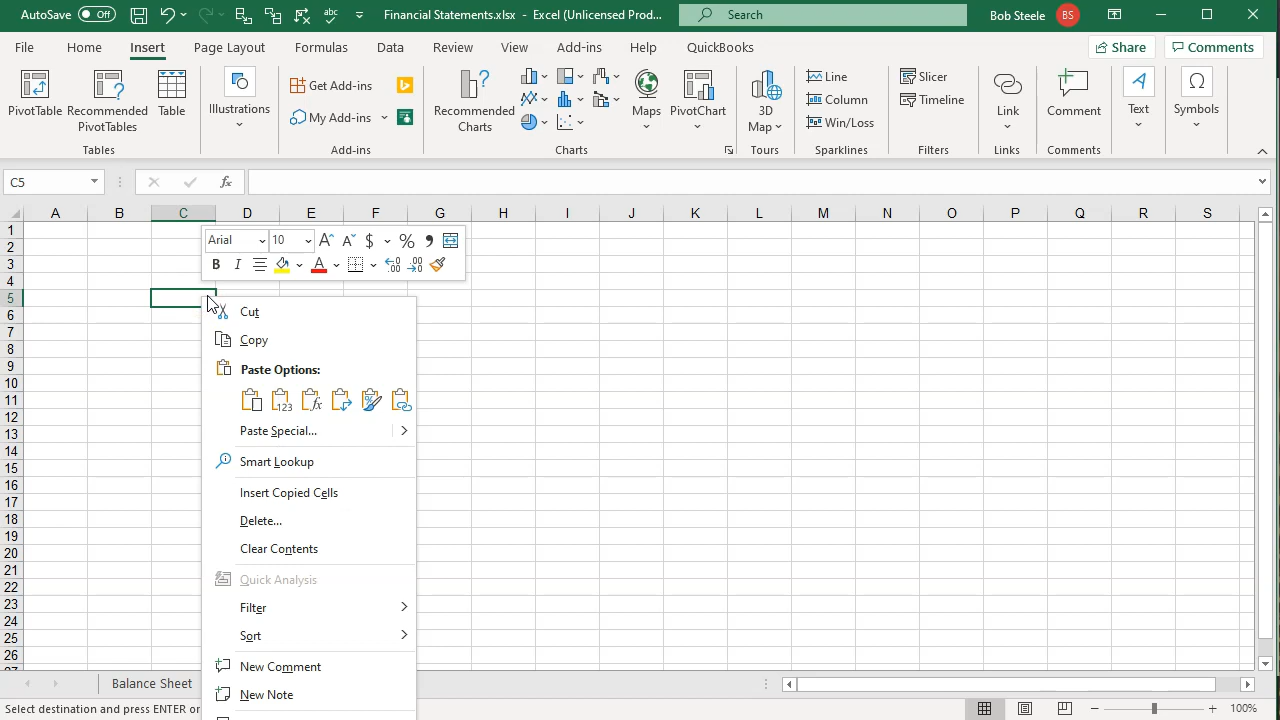 AutoSave Off Financial Statements.xlsx - Excel (Unlicensed Prod... Search Bob Steele BS
File Home Insert Page Layout Formulas Data Review View Add-ins Help QuickBooks Share Comments
PivotTable Recommended PivotTables Table
Illustrations
Get Add-ins
My Add-ins
Recommended Charts
Maps PivotChart
3D Map
Line
Column
Win/Loss
Slicer
Timeline
Link
Comment
Text
Symbols
Tables Add-ins Charts Tours Sparklines Filters Links Comments
C5 fx
A B C D E F G H I J K L M N O P Q R S
1
2
3
4
5
6
7
8
9
10
11
12
13
14
15
16
17
18
19
20
21
22
23
24
25
26
Arial 10 $ % ,
B I A
Cut
Copy
Paste Options:
Paste Special...
Smart Lookup
Insert Copied Cells
Delete...
Clear Contents
Quick Analysis
Filter
Sort
New Comment
New Note
Balance Sheet
Select destination and press ENTER or 100%